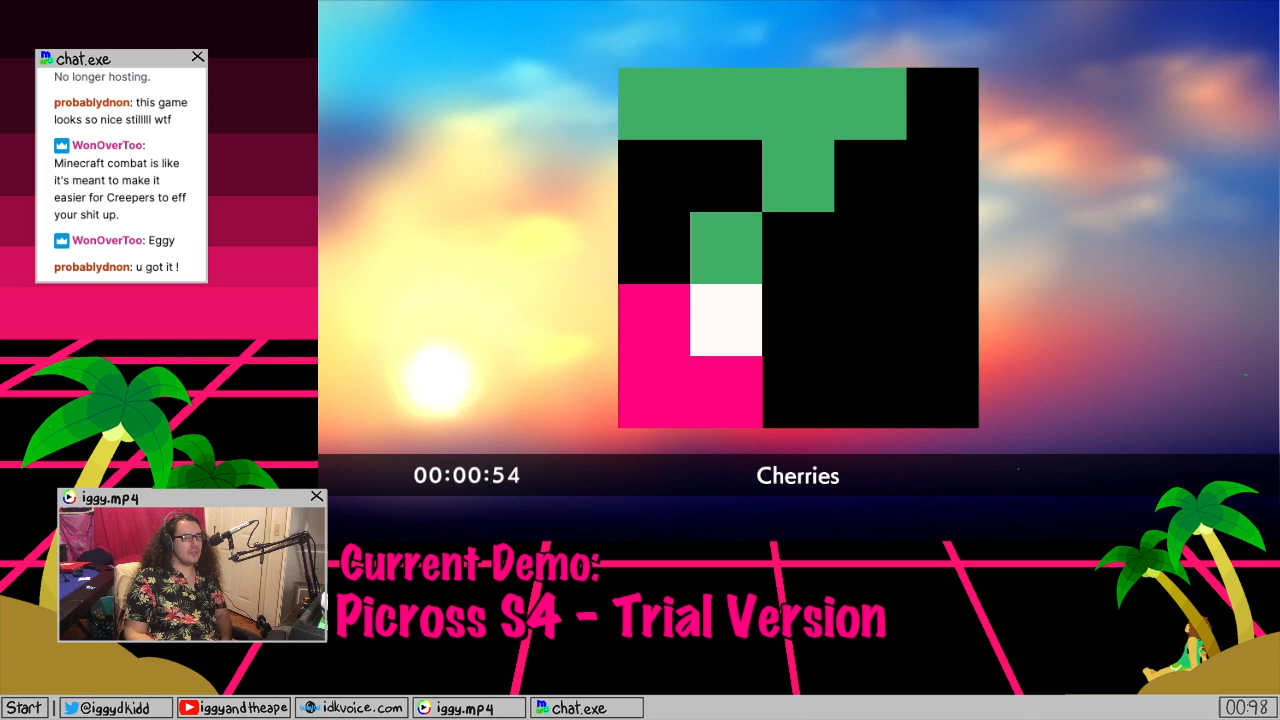 chat.exe
No longer hosting.
probablydnon: this game
looks so nice stilllll wtf
WonOverToo:
Minecraft combat is like
it's meant to make it
easier for Creepers to eff
your shit up.
WonOverToo: Eggy
probablydnon: u got it !
00:00:54
Cherries
iggy.mp4
Current Demo:
Picross S4 - Trial Version
Start | @iggydkidd iggyandtheape idkvoice.com iggy.mp4 chat.exe 00:98